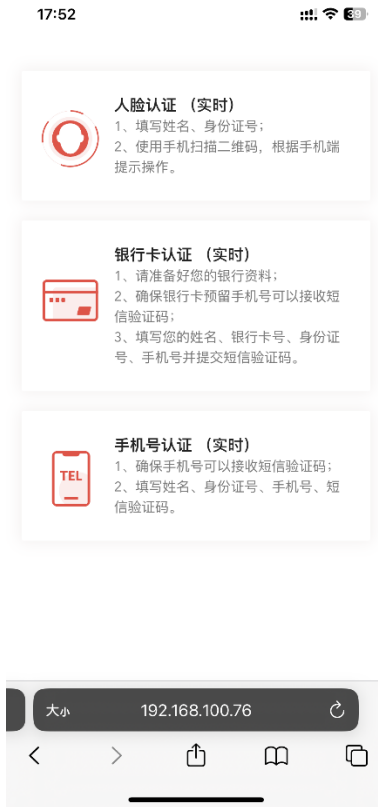 17:52
39
人脸认证 （实时）
1、填写姓名、身份证号；
2、使用手机扫描二维码，根据手机端
提示操作。
银行卡认证 （实时）
1、请准备好您的银行资料；
2、确保银行卡预留手机号可以接收短
信验证码；
3、填写您的姓名、银行卡号、身份证
号、手机号并提交短信验证码。
手机号认证 （实时）
TEL
1、确保手机号可以接收短信验证码；
2、填写姓名、身份证号、手机号、短
信验证码。
大小 192.168.100.76